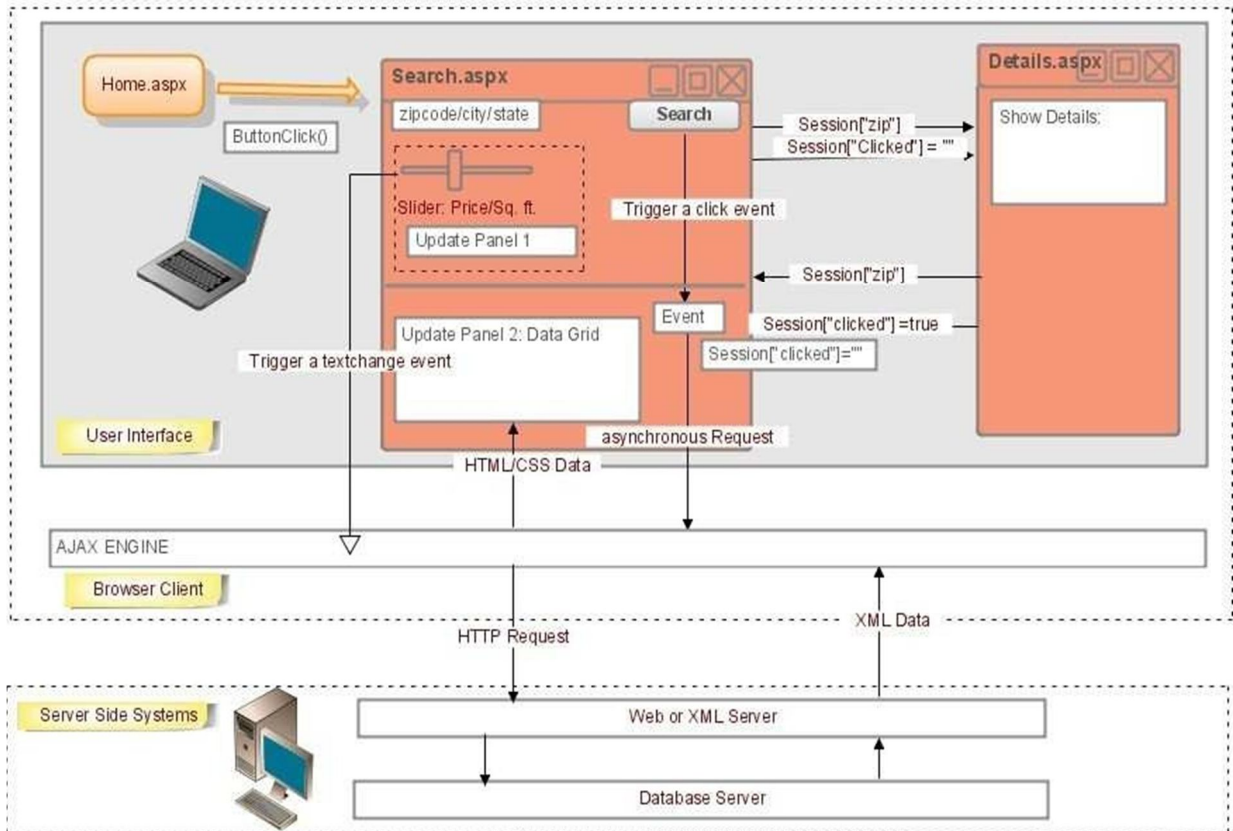 Home.aspx
ButtonClick()
Search.aspx
zipcode/city/state
Search
Slider: Price/Sq. ft.
Update Panel 1
Trigger a click event
Session["zip"]
Session["Clicked"] = ""
Details.aspx
Show Details:
Session["zip"]
Session["clicked"] =true
Event
Session["clicked"]=""
Update Panel 2: Data Grid
Trigger a textchange event
User Interface
asynchronous Request
HTML/CSS Data
AJAX ENGINE
Browser Client
HTTP Request
XML Data
Server Side Systems
Web or XML Server
Database Server